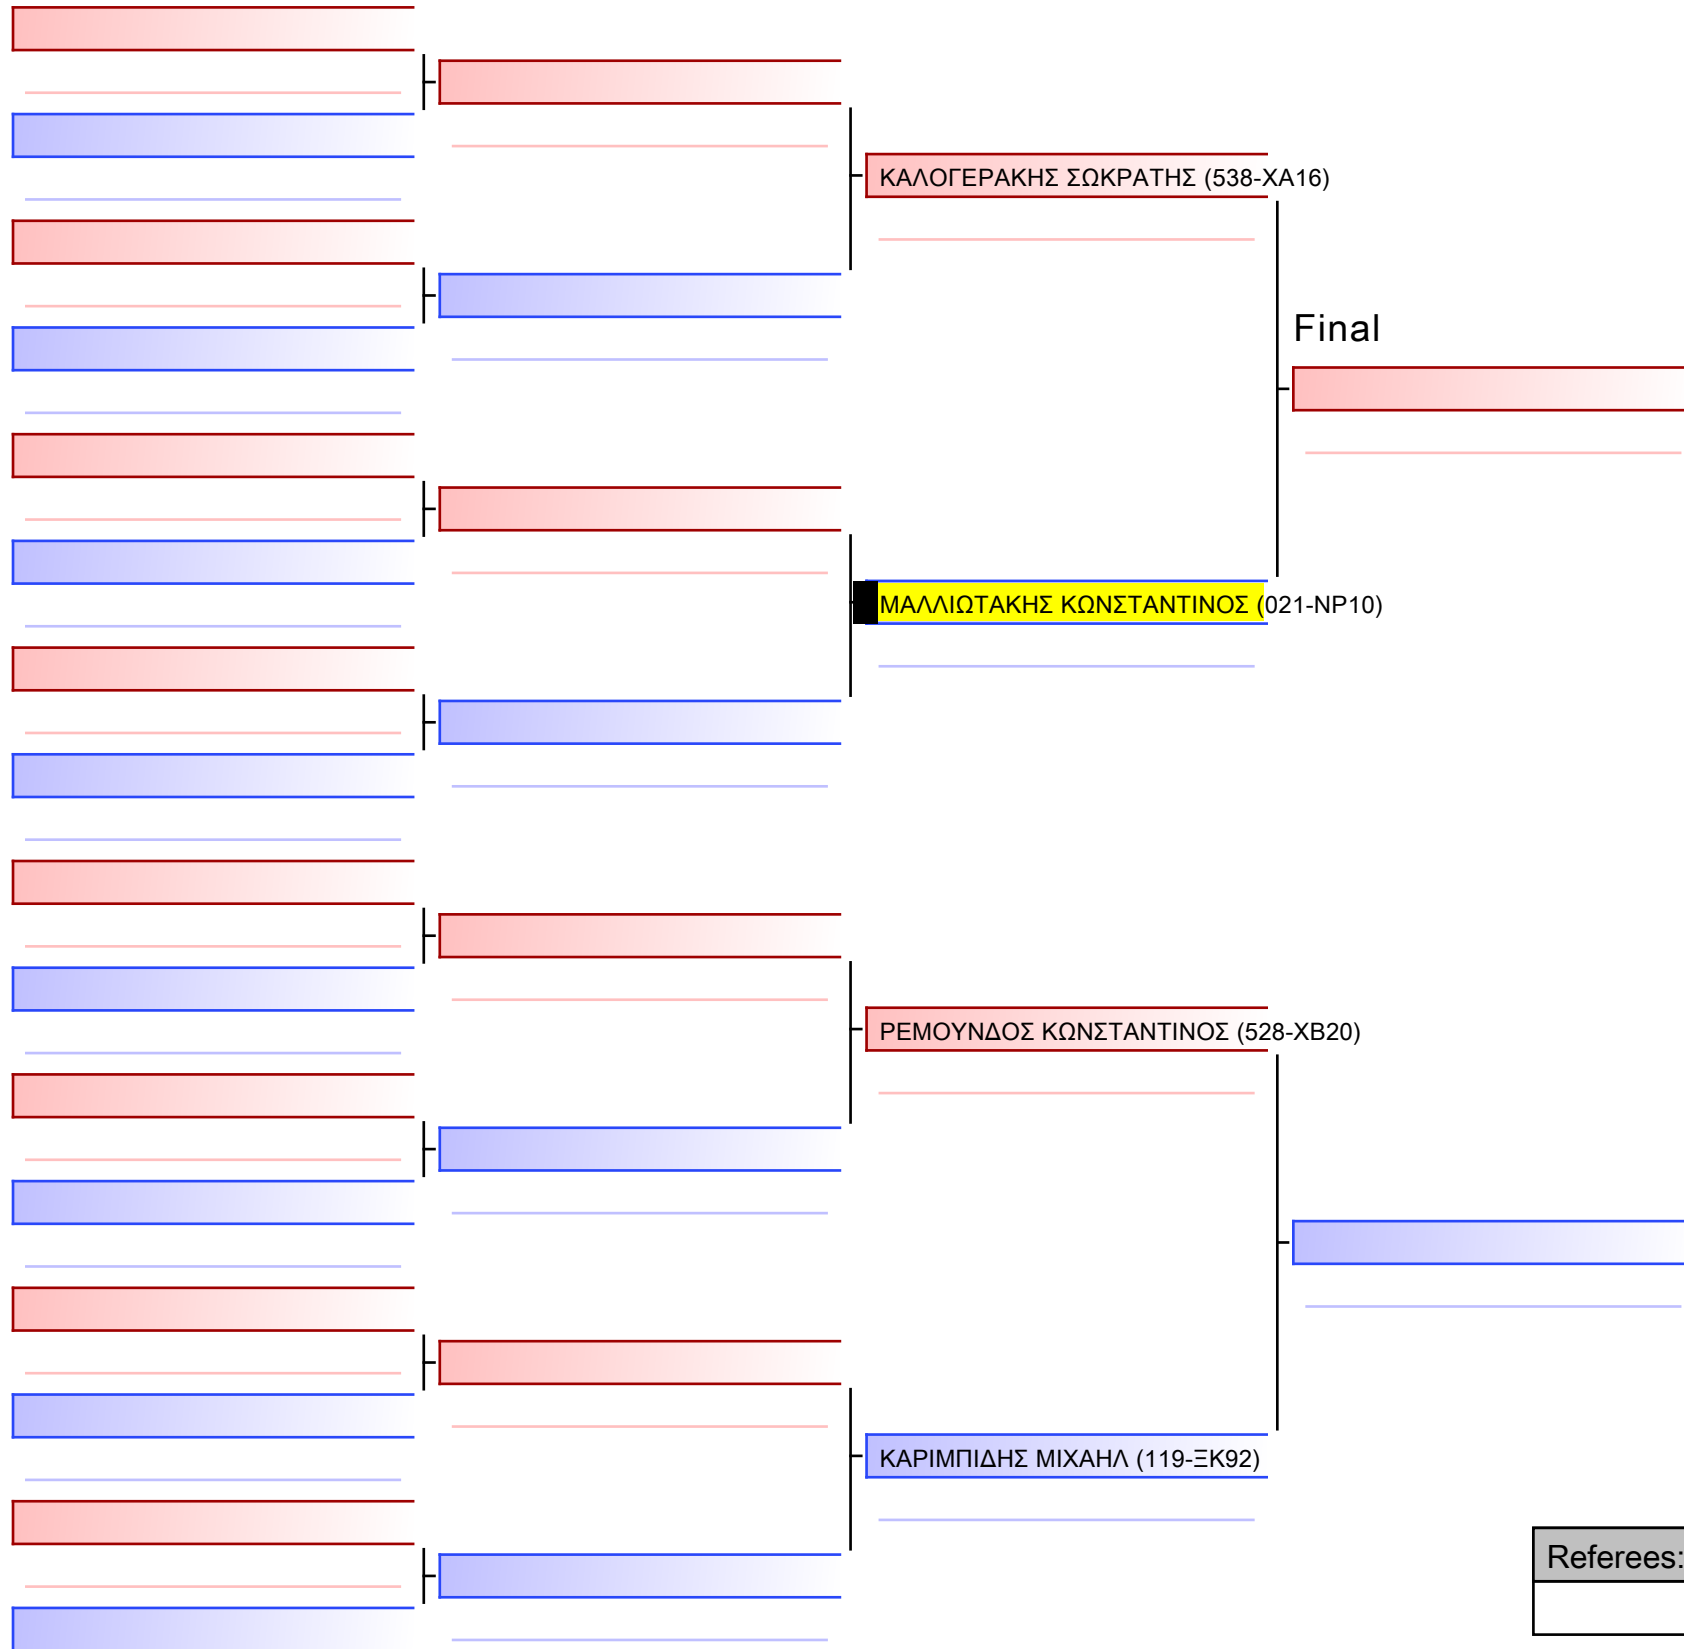 ΚΑΛΟΓΕΡΑΚΗΣ ΣΩΚΡΑΤΗΣ (538-ΧΑ16)
Final
ΜΑΛΛΙΩΤΑΚΗΣ ΚΩΝΣΤΑΝΤΙΝΟΣ (021-ΝΡ10)
ΡΕΜΟΥΝΔΟΣ ΚΩΝΣΤΑΝΤΙΝΟΣ (528-ΧΒ20)
ΚΑΡΙΜΠΙΔΗΣ ΜΙΧΑΗΛ (119-ΞΚ92)
Referees: